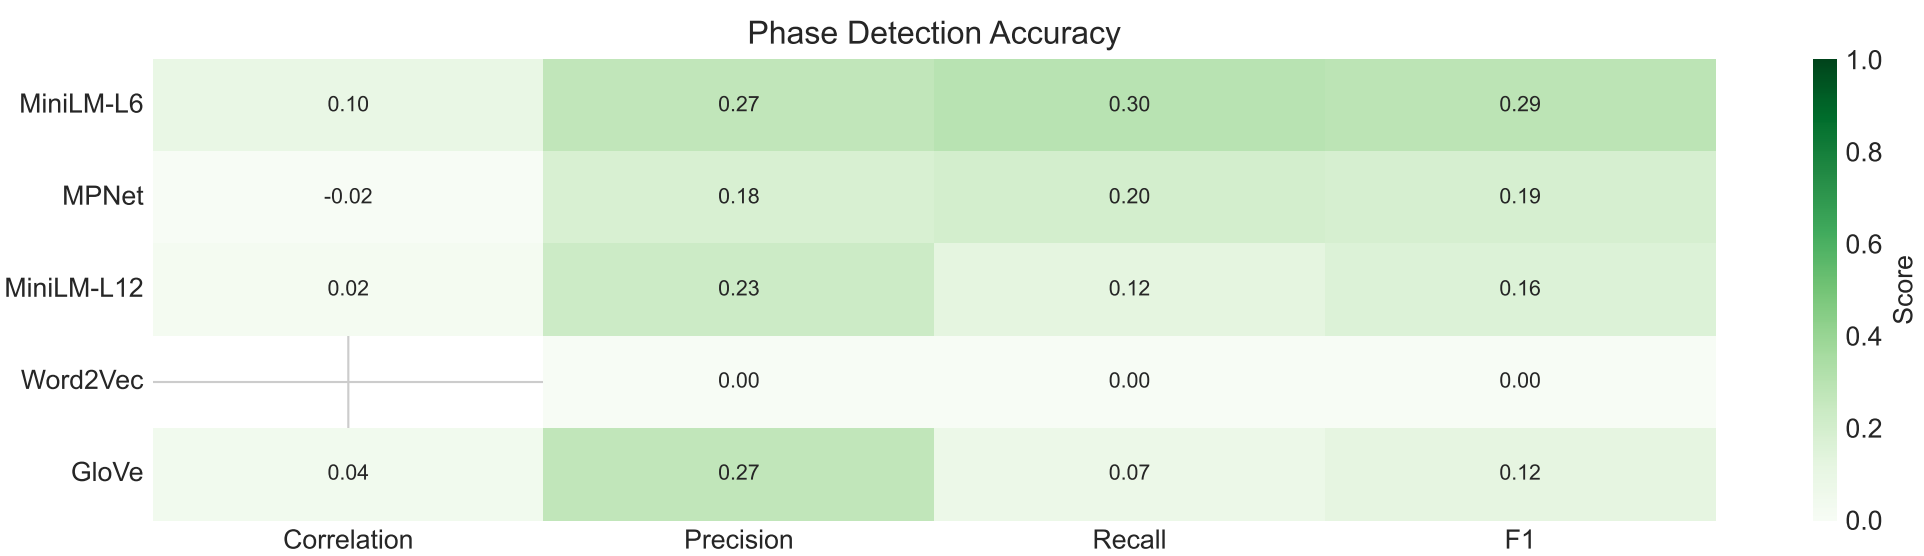 Phase Detection Accuracy
MiniLM-L6 0.10 0.27 0.30 0.29
MPNet -0.02 0.18 0.20 0.19
MiniLM-L12 0.02 0.23 0.12 0.16
Word2Vec 0.00 0.00 0.00
GloVe 0.04 0.27 0.07 0.12
Correlation Precision Recall F1
1.0
0.8
0.6
0.4
0.2
0.0
Score